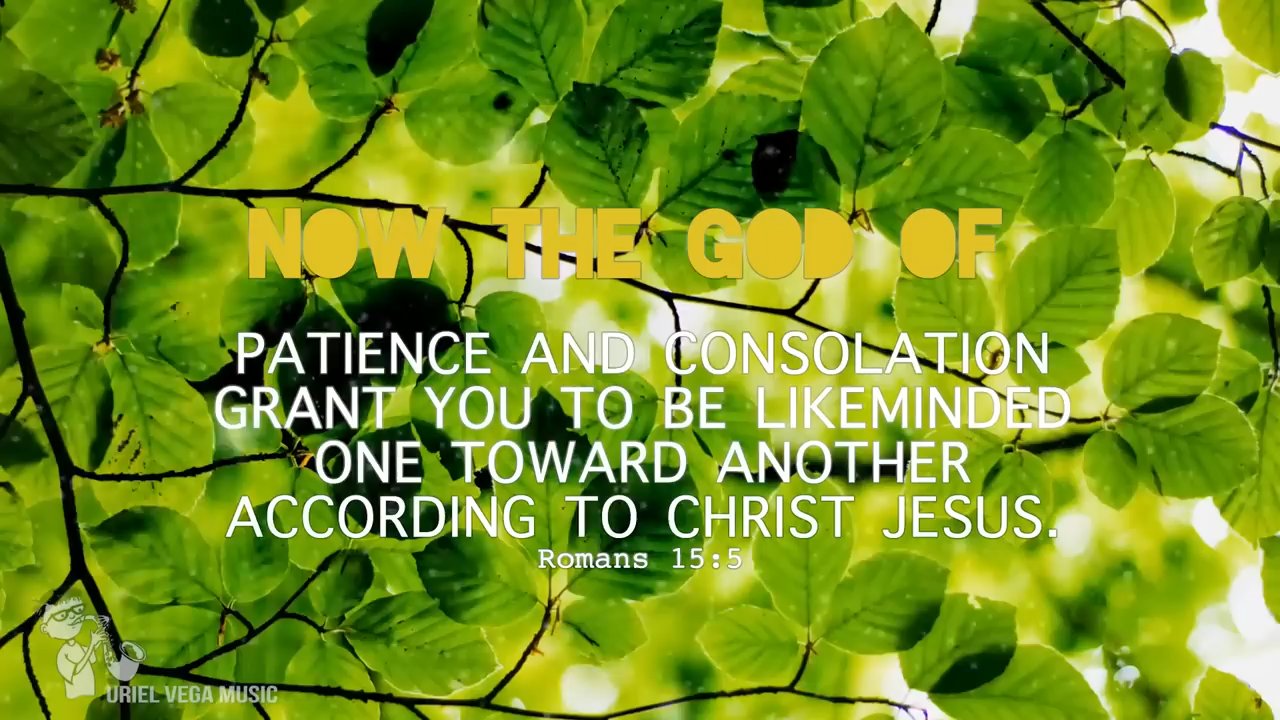 NOW THE GOD OF
PATIENCE AND CONSOLATION
GRANT YOU TO BE LIKEMINDED
ONE TOWARD ANOTHER
ACCORDING TO CHRIST JESUS.
Romans 15:5
URIEL VEGA MUSIC